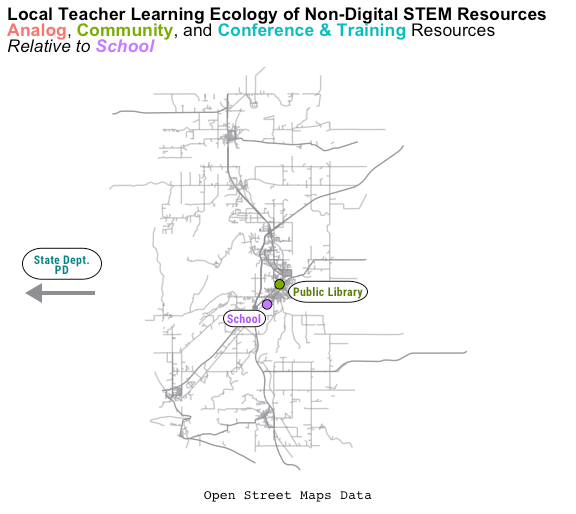 Local Teacher Learning Ecology of Non-Digital STEM Resources
Analog, Community, and Conference & Training Resources
Relative to School
State Dept.
PD
Public Library
School
Open Street Maps Data